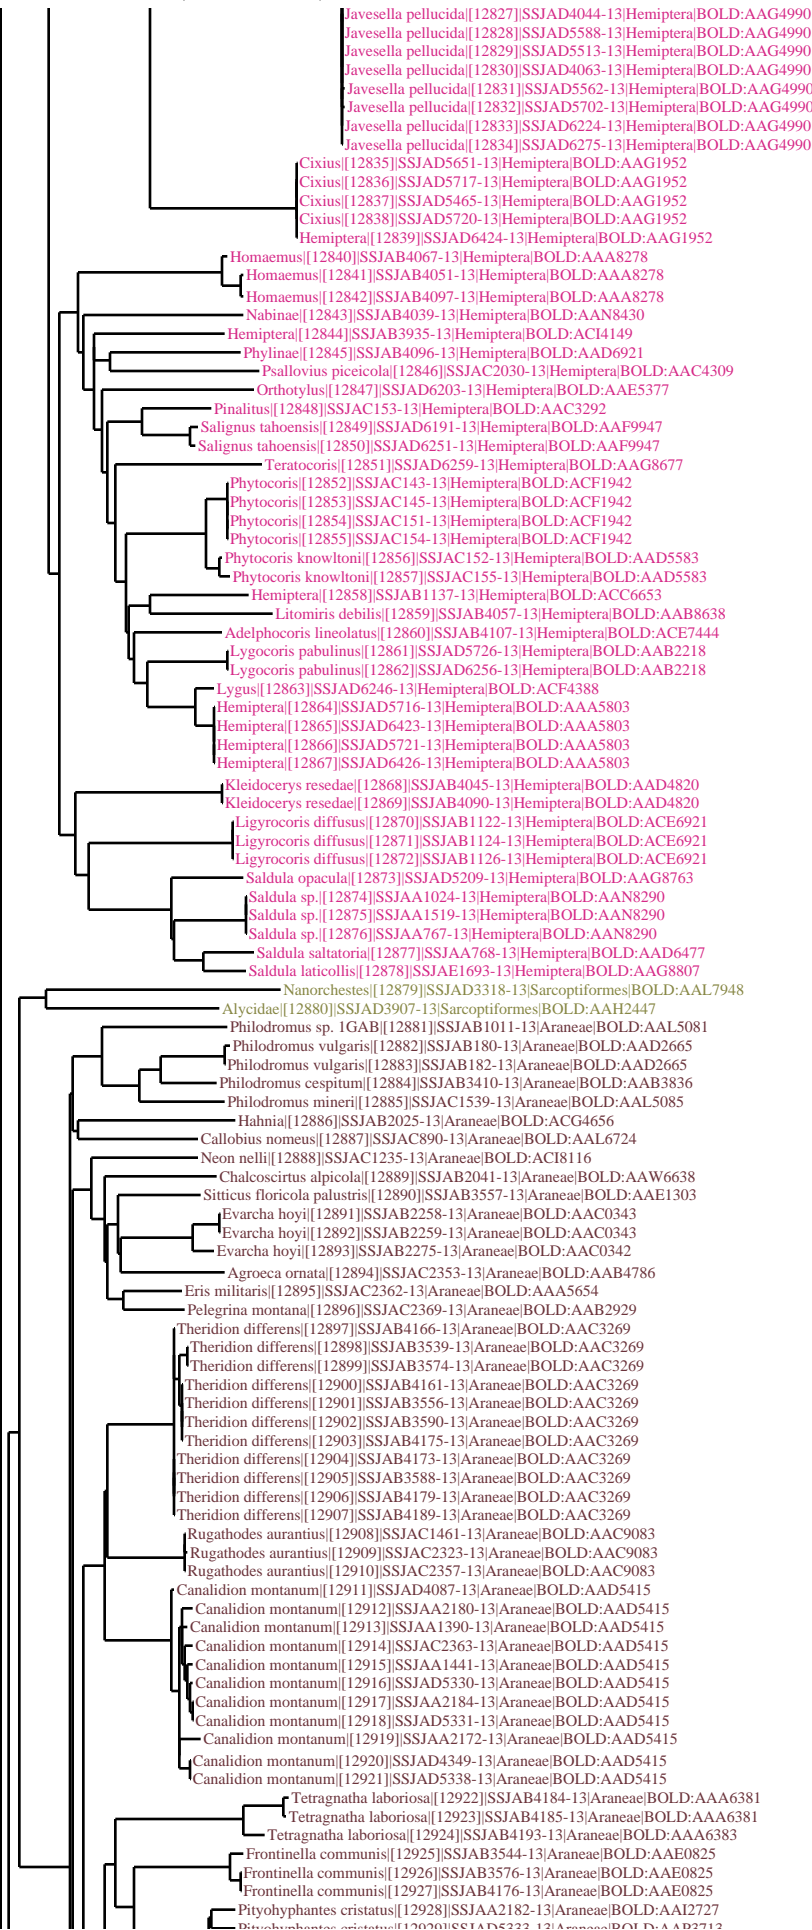 Javesella pellucida|[12827]|SSJAD4044-13|Hemiptera|BOLD:AAG4990
Javesella pellucida|[12828]|SSJAD5588-13|Hemiptera|BOLD:AAG4990
Javesella pellucida|[12829]|SSJAD5513-13|Hemiptera|BOLD:AAG4990
Javesella pellucida|[12830]|SSJAD4063-13|Hemiptera|BOLD:AAG4990
Javesella pellucida|[12831]|SSJAD5562-13|Hemiptera|BOLD:AAG4990
Javesella pellucida|[12832]|SSJAD5702-13|Hemiptera|BOLD:AAG4990
Javesella pellucida|[12833]|SSJAD6224-13|Hemiptera|BOLD:AAG4990
Javesella pellucida|[12834]|SSJAD6275-13|Hemiptera|BOLD:AAG4990
Cixius|[12835]|SSJAD5651-13|Hemiptera|BOLD:AAG1952
Cixius|[12836]|SSJAD5717-13|Hemiptera|BOLD:AAG1952
Cixius|[12837]|SSJAD5465-13|Hemiptera|BOLD:AAG1952
Cixius|[12838]|SSJAD5720-13|Hemiptera|BOLD:AAG1952
Hemiptera|[12839]|SSJAD6424-13|Hemiptera|BOLD:AAG1952
Homaemus|[12840]|SSJAB4067-13|Hemiptera|BOLD:AAA8278
Homaemus|[12841]|SSJAB4051-13|Hemiptera|BOLD:AAA8278
Homaemus|[12842]|SSJAB4097-13|Hemiptera|BOLD:AAA8278
Nabinae|[12843]|SSJAB4039-13|Hemiptera|BOLD:AAN8430
Hemiptera|[12844]|SSJAB3935-13|Hemiptera|BOLD:ACI4149
Phylinae|[12845]|SSJAB4096-13|Hemiptera|BOLD:AAD6921
Psallovius piceicola|[12846]|SSJAC2030-13|Hemiptera|BOLD:AAC4309
Orthotylus|[12847]|SSJAD6203-13|Hemiptera|BOLD:AAE5377
Pinalitus|[12848]|SSJAC153-13|Hemiptera|BOLD:AAC3292
Salignus tahoensis|[12849]|SSJAD6191-13|Hemiptera|BOLD:AAF9947
Salignus tahoensis|[12850]|SSJAD6251-13|Hemiptera|BOLD:AAF9947
Teratocoris|[12851]|SSJAD6259-13|Hemiptera|BOLD:AAG8677
Phytocoris|[12852]|SSJAC143-13|Hemiptera|BOLD:ACF1942
Phytocoris|[12853]|SSJAC145-13|Hemiptera|BOLD:ACF1942
Phytocoris|[12854]|SSJAC151-13|Hemiptera|BOLD:ACF1942
Phytocoris|[12855]|SSJAC154-13|Hemiptera|BOLD:ACF1942
Phytocoris knowltoni|[12856]|SSJAC152-13|Hemiptera|BOLD:AAD5583
Phytocoris knowltoni|[12857]|SSJAC155-13|Hemiptera|BOLD:AAD5583
Hemiptera|[12858]|SSJAB1137-13|Hemiptera|BOLD:ACC6653
Litomiris debilis|[12859]|SSJAB4057-13|Hemiptera|BOLD:AAB8638
Adelphocoris lineolatus|[12860]|SSJAB4107-13|Hemiptera|BOLD:ACE7444
Lygocoris pabulinus|[12861]|SSJAD5726-13|Hemiptera|BOLD:AAB2218
Lygocoris pabulinus|[12862]|SSJAD6256-13|Hemiptera|BOLD:AAB2218
Lygus|[12863]|SSJAD6246-13|Hemiptera|BOLD:ACF4388
Hemiptera|[12864]|SSJAD5716-13|Hemiptera|BOLD:AAA5803
Hemiptera|[12865]|SSJAD6423-13|Hemiptera|BOLD:AAA5803
Hemiptera|[12866]|SSJAD5721-13|Hemiptera|BOLD:AAA5803
Hemiptera|[12867]|SSJAD6426-13|Hemiptera|BOLD:AAA5803
Kleidocerys resedae|[12868]|SSJAB4045-13|Hemiptera|BOLD:AAD4820
Kleidocerys resedae|[12869]|SSJAB4090-13|Hemiptera|BOLD:AAD4820
Ligyrocoris diffusus|[12870]|SSJAB1122-13|Hemiptera|BOLD:ACE6921
Ligyrocoris diffusus|[12871]|SSJAB1124-13|Hemiptera|BOLD:ACE6921
Ligyrocoris diffusus|[12872]|SSJAB1126-13|Hemiptera|BOLD:ACE6921
Saldula opacula|[12873]|SSJAD5209-13|Hemiptera|BOLD:AAG8763
Saldula sp.|[12874]|SSJAA1024-13|Hemiptera|BOLD:AAN8290
Saldula sp.|[12875]|SSJAA1519-13|Hemiptera|BOLD:AAN8290
Saldula sp.|[12876]|SSJAA767-13|Hemiptera|BOLD:AAN8290
Saldula saltatoria|[12877]|SSJAA768-13|Hemiptera|BOLD:AAD6477
Saldula laticollis|[12878]|SSJAE1693-13|Hemiptera|BOLD:AAG8807
Nanorchestes|[12879]|SSJAD3318-13|Sarcoptiformes|BOLD:AAL7948
Alycidae|[12880]|SSJAD3907-13|Sarcoptiformes|BOLD:AAH2447
Philodromus sp. 1GAB|[12881]|SSJAB1011-13|Araneae|BOLD:AAL5081
Philodromus vulgaris|[12882]|SSJAB180-13|Araneae|BOLD:AAD2665
Philodromus vulgaris|[12883]|SSJAB182-13|Araneae|BOLD:AAD2665
Philodromus cespitum|[12884]|SSJAB3410-13|Araneae|BOLD:AAB3836
Philodromus mineri|[12885]|SSJAC1539-13|Araneae|BOLD:AAL5085
Hahnia|[12886]|SSJAB2025-13|Araneae|BOLD:ACG4656
Callobius nomeus|[12887]|SSJAC890-13|Araneae|BOLD:AAL6724
Neon nelli|[12888]|SSJAC1235-13|Araneae|BOLD:ACI8116
Chalcoscirtus alpicola|[12889]|SSJAB2041-13|Araneae|BOLD:AAW6638
Sitticus floricola palustris|[12890]|SSJAB3557-13|Araneae|BOLD:AAE1303
Evarcha hoyi|[12891]|SSJAB2258-13|Araneae|BOLD:AAC0343
Evarcha hoyi|[12892]|SSJAB2259-13|Araneae|BOLD:AAC0343
Evarcha hoyi|[12893]|SSJAB2275-13|Araneae|BOLD:AAC0342
Agroeca ornata|[12894]|SSJAC2353-13|Araneae|BOLD:AAB4786
Eris militaris|[12895]|SSJAC2362-13|Araneae|BOLD:AAA5654
Pelegrina montana|[12896]|SSJAC2369-13|Araneae|BOLD:AAB2929
Theridion differens|[12897]|SSJAB4166-13|Araneae|BOLD:AAC3269
Theridion differens|[12898]|SSJAB3539-13|Araneae|BOLD:AAC3269
Theridion differens|[12899]|SSJAB3574-13|Araneae|BOLD:AAC3269
Theridion differens|[12900]|SSJAB4161-13|Araneae|BOLD:AAC3269
Theridion differens|[12901]|SSJAB3556-13|Araneae|BOLD:AAC3269
Theridion differens|[12902]|SSJAB3590-13|Araneae|BOLD:AAC3269
Theridion differens|[12903]|SSJAB4175-13|Araneae|BOLD:AAC3269
Theridion differens|[12904]|SSJAB4173-13|Araneae|BOLD:AAC3269
Theridion differens|[12905]|SSJAB3588-13|Araneae|BOLD:AAC3269
Theridion differens|[12906]|SSJAB4179-13|Araneae|BOLD:AAC3269
Theridion differens|[12907]|SSJAB4189-13|Araneae|BOLD:AAC3269
Rugathodes aurantius|[12908]|SSJAC1461-13|Araneae|BOLD:AAC9083
Rugathodes aurantius|[12909]|SSJAC2323-13|Araneae|BOLD:AAC9083
Rugathodes aurantius|[12910]|SSJAC2357-13|Araneae|BOLD:AAC9083
Canalidion montanum|[12911]|SSJAD4087-13|Araneae|BOLD:AAD5415
Canalidion montanum|[12912]|SSJAA2180-13|Araneae|BOLD:AAD5415
Canalidion montanum|[12913]|SSJAA1390-13|Araneae|BOLD:AAD5415
Canalidion montanum|[12914]|SSJAC2363-13|Araneae|BOLD:AAD5415
Canalidion montanum|[12915]|SSJAA1441-13|Araneae|BOLD:AAD5415
Canalidion montanum|[12916]|SSJAD5330-13|Araneae|BOLD:AAD5415
Canalidion montanum|[12917]|SSJAA2184-13|Araneae|BOLD:AAD5415
Canalidion montanum|[12918]|SSJAD5331-13|Araneae|BOLD:AAD5415
Canalidion montanum|[12919]|SSJAA2172-13|Araneae|BOLD:AAD5415
Canalidion montanum|[12920]|SSJAD4349-13|Araneae|BOLD:AAD5415
Canalidion montanum|[12921]|SSJAD5338-13|Araneae|BOLD:AAD5415
Tetragnatha laboriosa|[12922]|SSJAB4184-13|Araneae|BOLD:AAA6381
Tetragnatha laboriosa|[12923]|SSJAB4185-13|Araneae|BOLD:AAA6381
Tetragnatha laboriosa|[12924]|SSJAB4193-13|Araneae|BOLD:AAA6383
Frontinella communis|[12925]|SSJAB3544-13|Araneae|BOLD:AAE0825
Frontinella communis|[12926]|SSJAB3576-13|Araneae|BOLD:AAE0825
Frontinella communis|[12927]|SSJAB4176-13|Araneae|BOLD:AAE0825
Pityohyphantes cristatus|[12928]|SSJAA2182-13|Araneae|BOLD:AAI2727
Pityohyphantes cristatus|[12929]|SSJAD5333-13|Araneae|BOLD:AAB3713